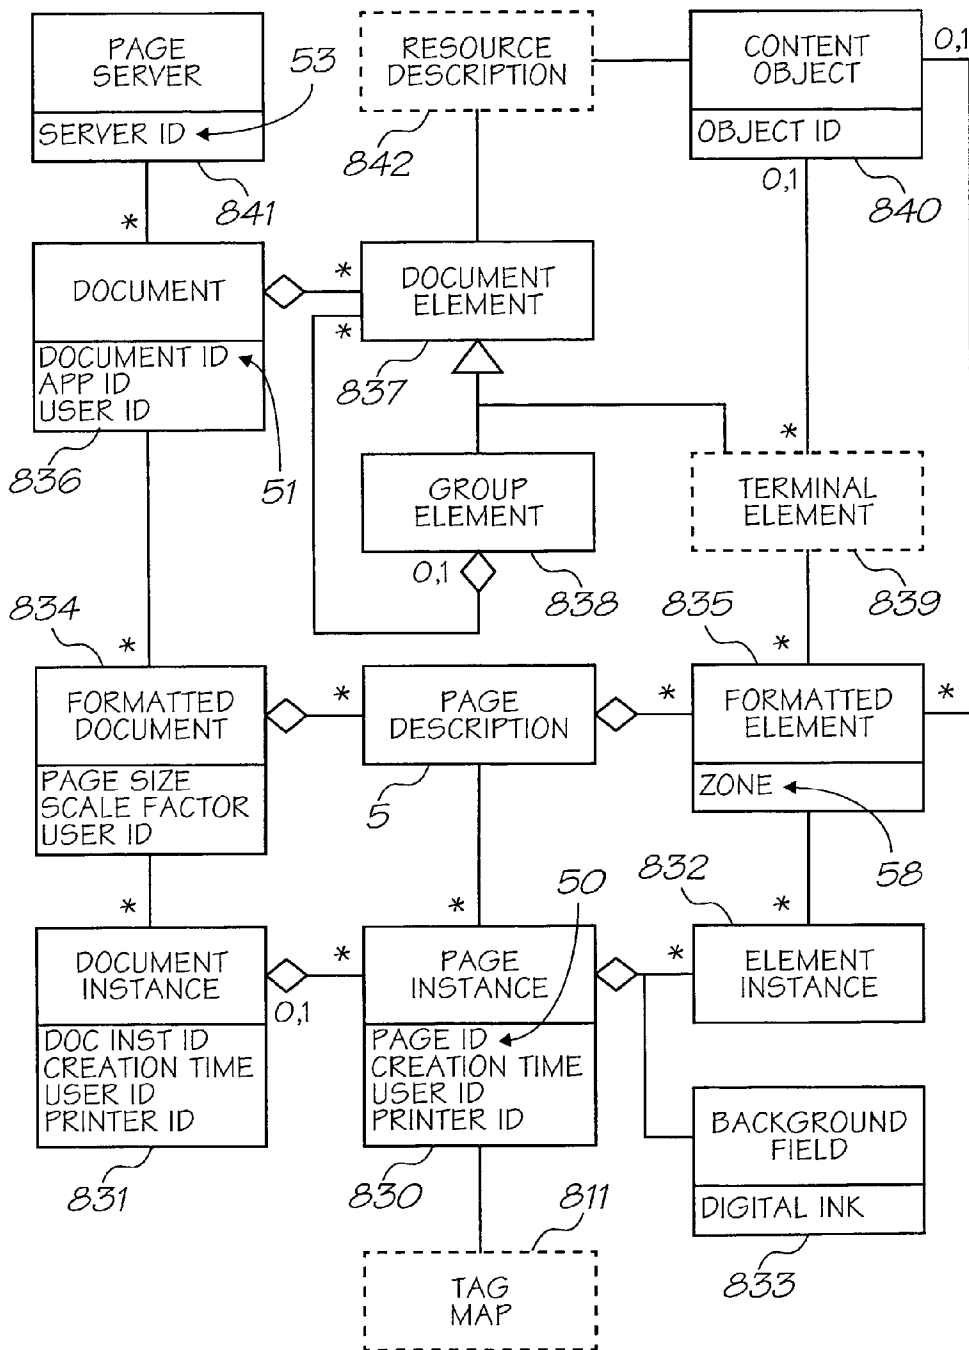 PAGE
SERVER
53
SERVER ID
841
*
RESOURCE
DESCRIPTION
842
CONTENT
OBJECT
0,1
OBJECT ID
0,1
840
DOCUMENT
*
*
DOCUMENT
ELEMENT
DOCUMENT ID
APP ID
USER ID
837
836
51
GROUP
ELEMENT
0,1
838
*
TERMINAL
ELEMENT
839
834
*
835
*
FORMATTED
DOCUMENT
*
PAGE
DESCRIPTION
*
FORMATTED
ELEMENT
*
PAGE SIZE
SCALE FACTOR
USER ID
5
ZONE
58
*
*
50
832
*
DOCUMENT
INSTANCE
0,1
*
PAGE
INSTANCE
*
ELEMENT
INSTANCE
DOC INST ID
CREATION TIME
USER ID
PRINTER ID
PAGE ID
CREATION TIME
USER ID
PRINTER ID
BACKGROUND
FIELD
DIGITAL INK
831
830
811
833
TAG
MAP